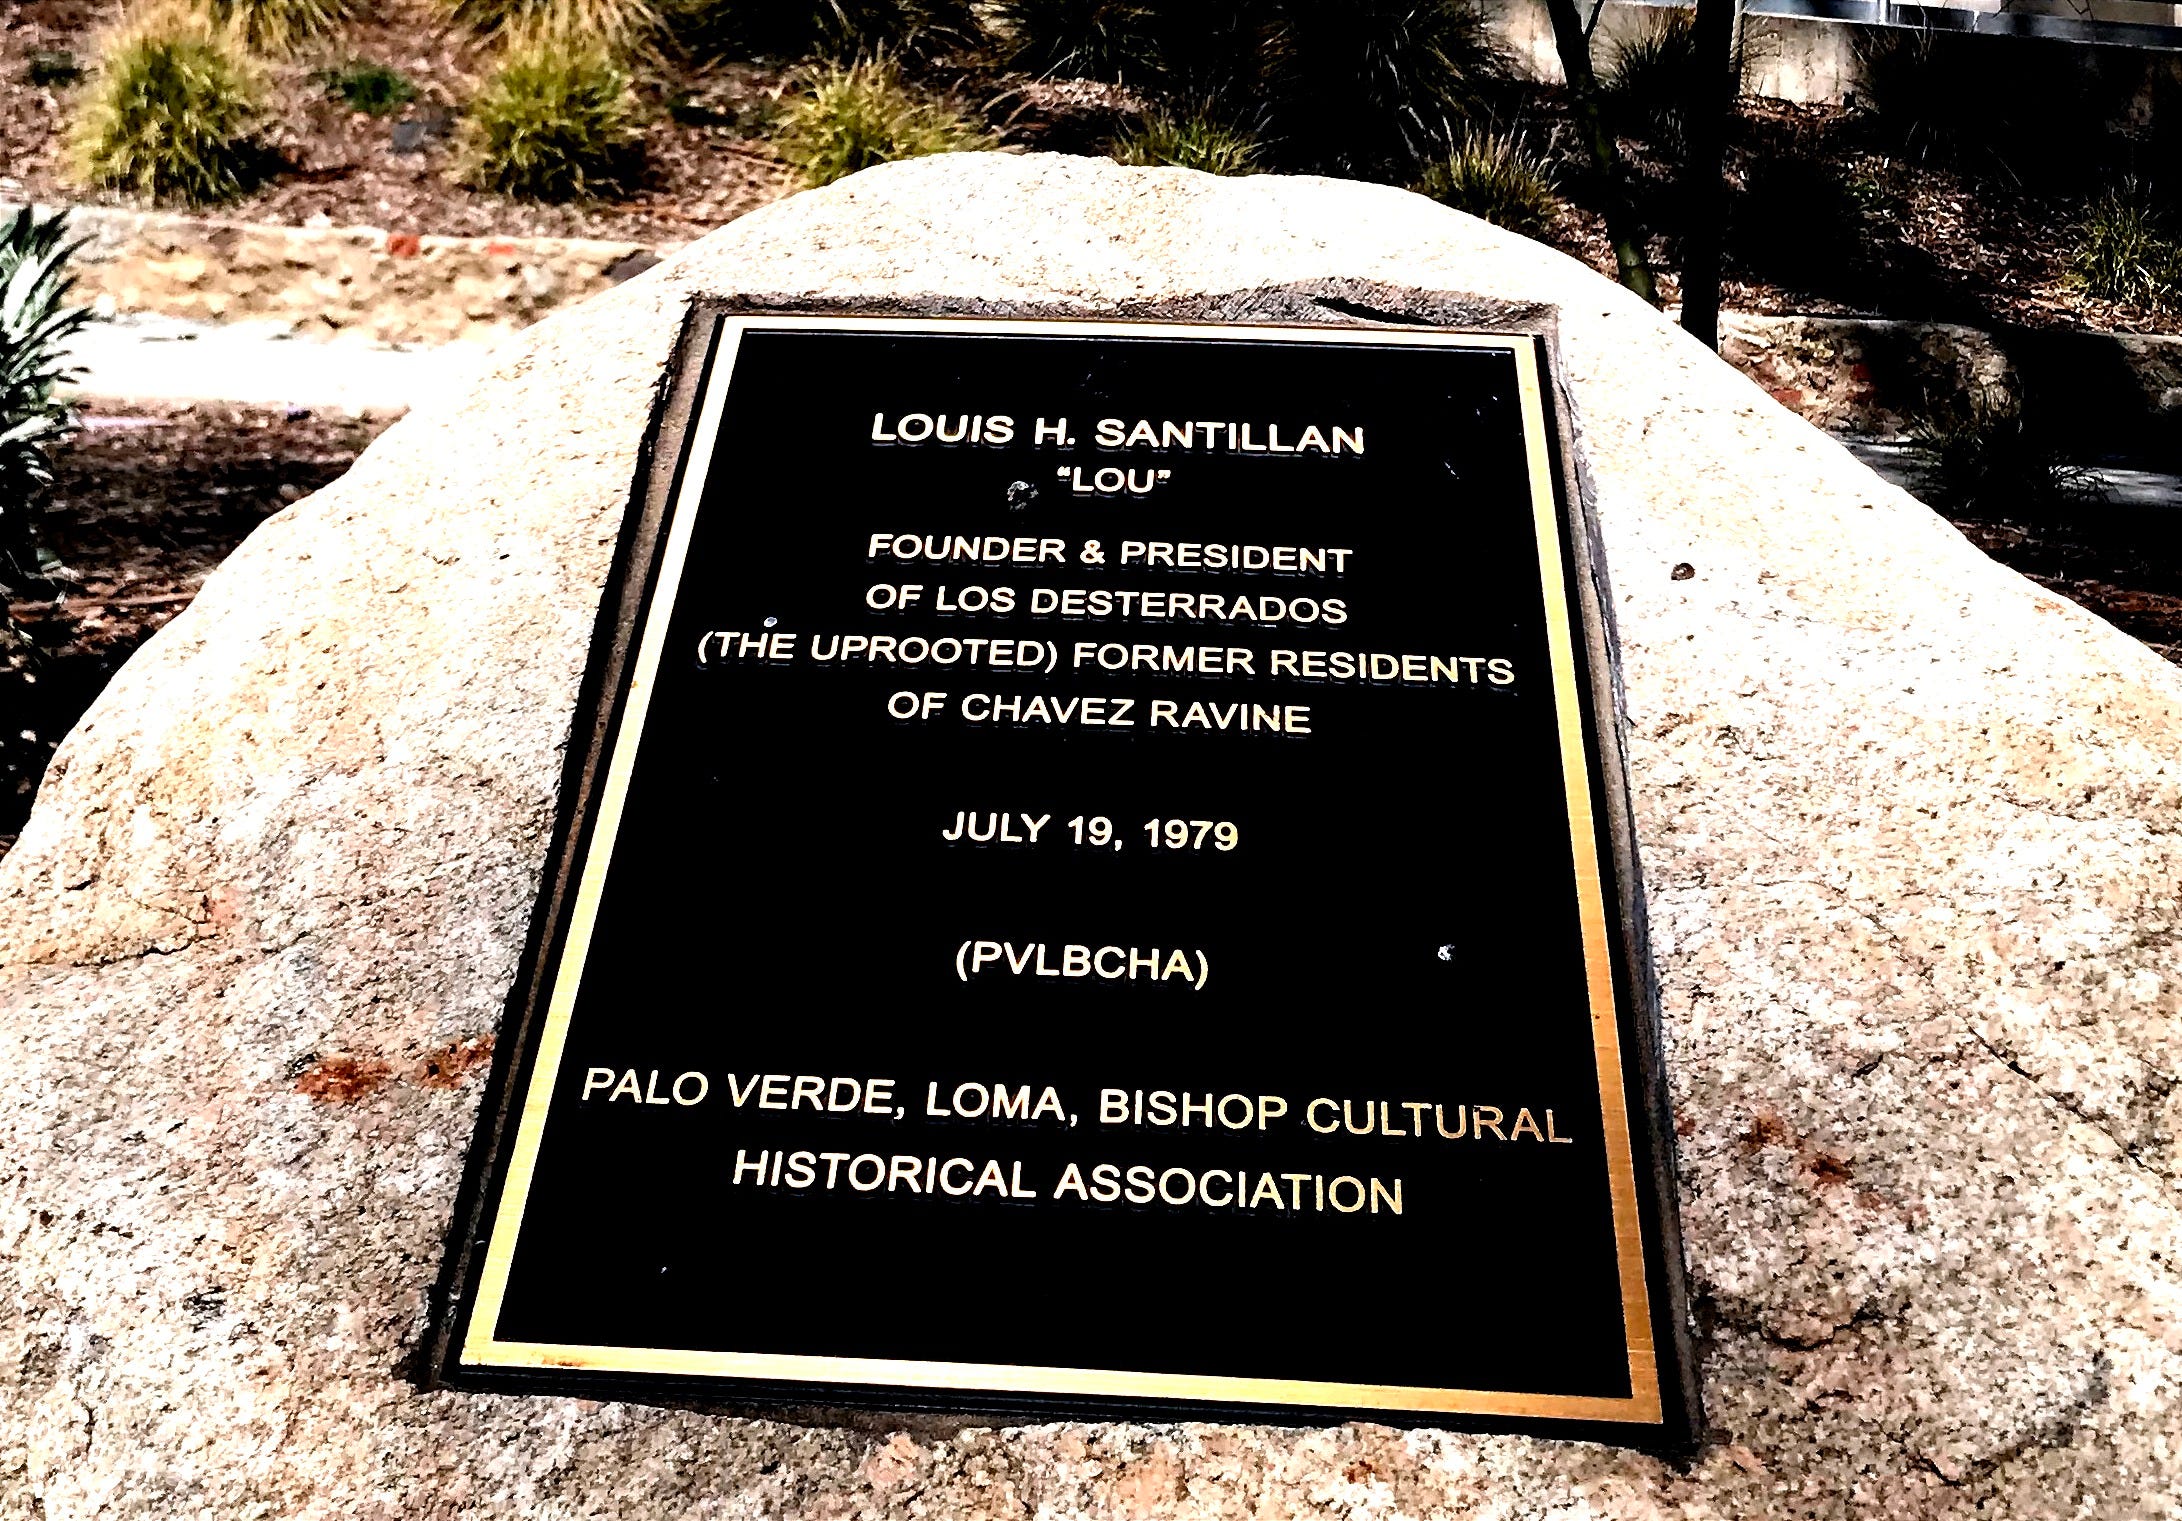 LOUIS H. SANTILLAN
“LOU”
FOUNDER & PRESIDENT
OF LOS DESTERRADOS
(THE UPROOTED) FORMER RESIDENTS
OF CHAVEZ RAVINE
JULY 19, 1979
(PVLBCHA)
PALO VERDE, LOMA, BISHOP CULTURAL
HISTORICAL ASSOCIATION